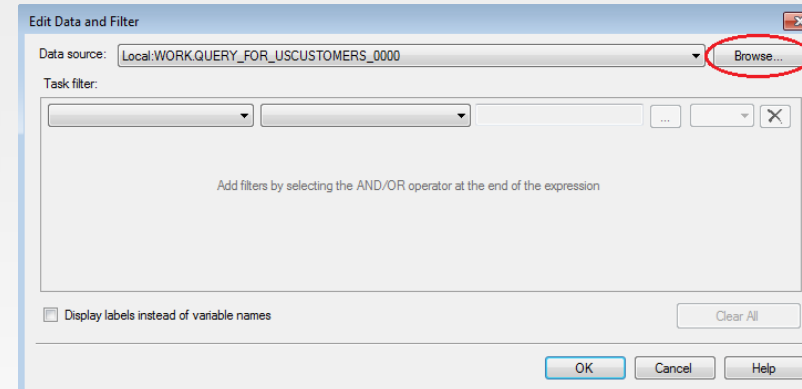 Edit Data and Filter
Data source: Local:WORK.QUERY_FOR_USCUSTOMERS_0000 Browse...
Task filter:
...
Add filters by selecting the AND/OR operator at the end of the expression
Display labels instead of variable names Clear All
OK Cancel Help